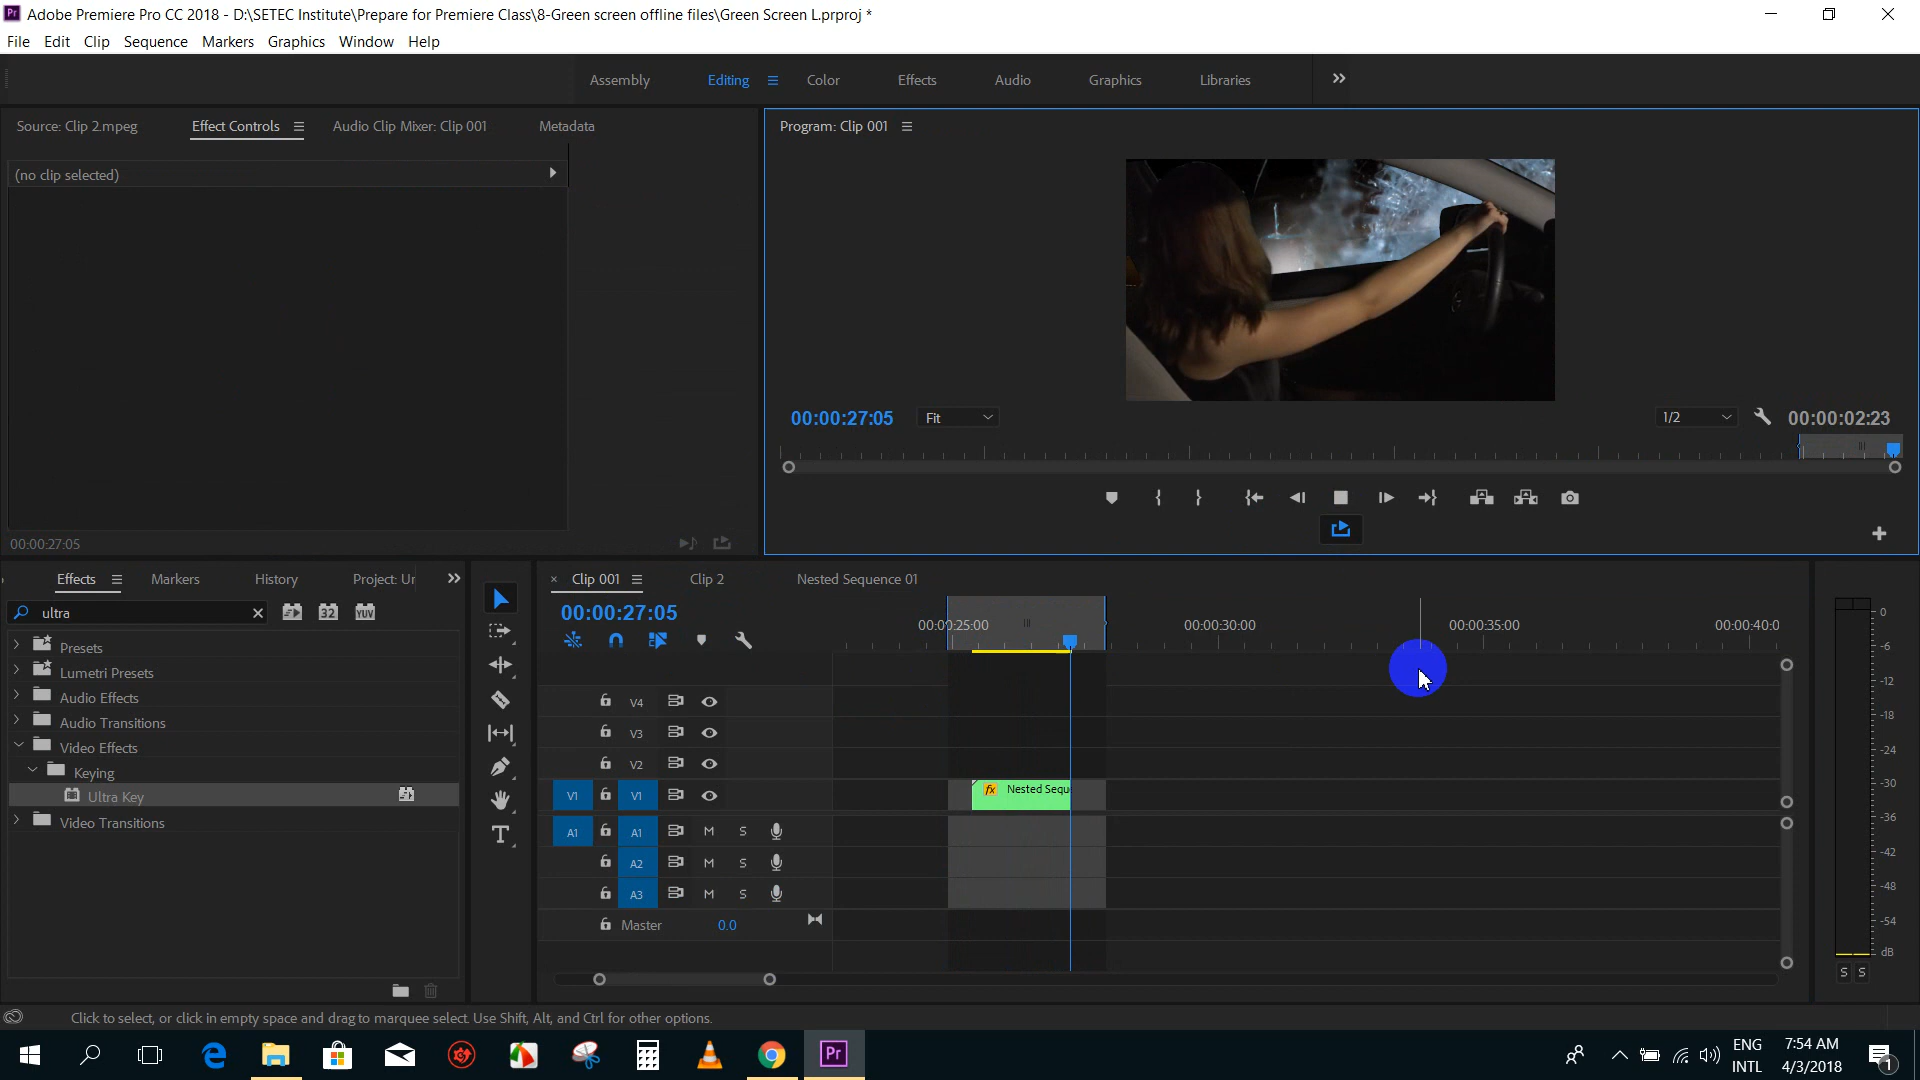 Adobe Premiere Pro CC 2018 - D:\SETEC Institute\Prepare for Premiere Class\8-Green screen offline files\Green Screen L.prproj *
File Edit Clip Sequence Markers Graphics Window Help
Assembly Editing Color Effects Audio Graphics Libraries
Source: Clip 2.mpeg Effect Controls Audio Clip Mixer: Clip 001 Metadata
Program: Clip 001
(no clip selected)
00:00:27:05 Fit 1/2 00:00:02:23
00:00:27:05
Effects Markers History Project: Ur
Clip 001 Clip 2 Nested Sequence 01
ultra
32 YUV
00:00:27:05
00:00:25:00 00:00:30:00 00:00:35:00 00:00:40:0
Presets
Lumetri Presets
Audio Effects
Audio Transitions
Video Effects
Keying
Ultra Key
Video Transitions
V4
V3
V2
V1 V1 fx Nested Sequ
A1 A1 M S
A2 M S
A3 M S
Master 0.0
0
-6
-12
-18
-24
-30
-36
-42
-48
-54
dB
S S
Click to select, or click in empty space and drag to marquee select. Use Shift, Alt, and Ctrl for other options.
Pr
ENG
INTL
7:54 AM
4/3/2018
1